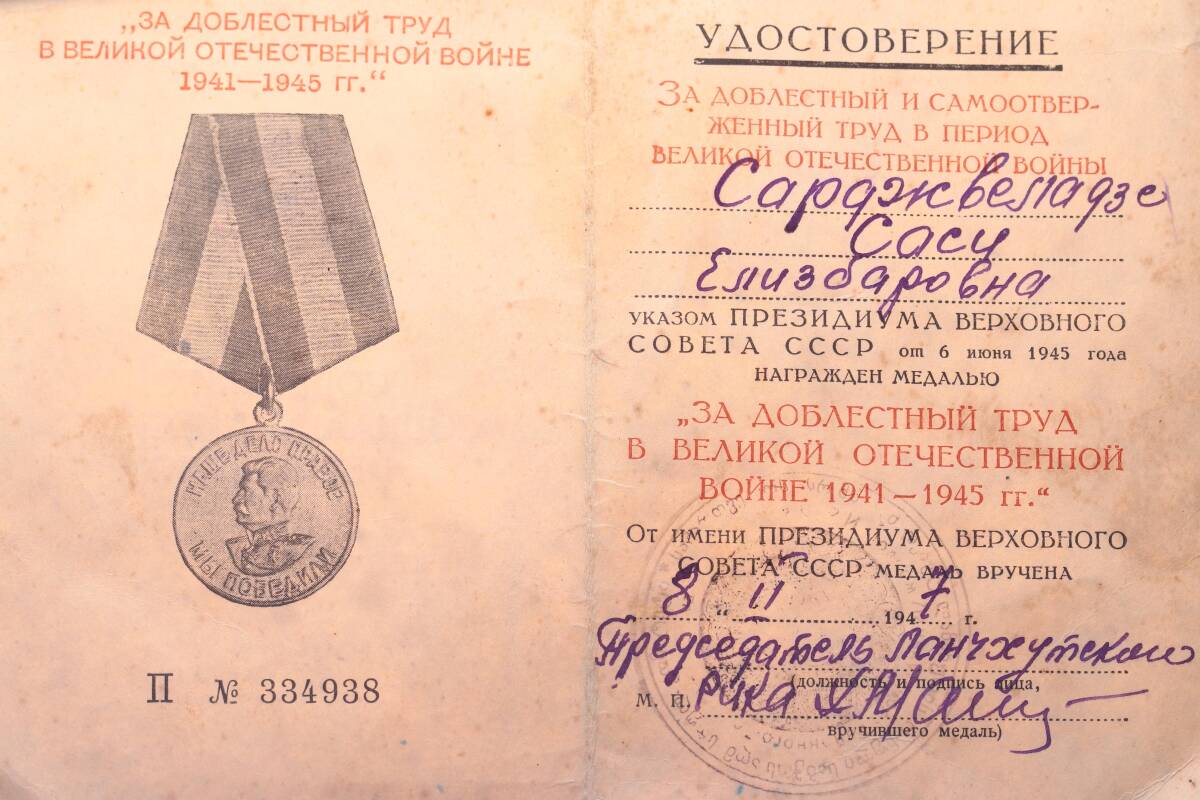 „ЗА ДОБЛЕСТНЫЙ ТРУД
В ВЕЛИКОЙ ОТЕЧЕСТВЕННОЙ ВОЙНЕ
1941—1945 гг.“
НАШЕ ДЕЛО ПРАВОЕ
МЫ ПОБЕДИЛИ
П № 334938
УДОСТОВЕРЕНИЕ
ЗА ДОБЛЕСТНЫЙ И САМООТВЕР-
ЖЕННЫЙ ТРУД В ПЕРИОД
ВЕЛИКОЙ ОТЕЧЕСТВЕННОЙ ВОЙНЫ
Сарджвеладзе
Саси
Елизбаровна
УКАЗОМ ПРЕЗИДИУМА ВЕРХОВНОГО
СОВЕТА СССР от 6 июня 1945 года
НАГРАЖДЕН МЕДАЛЬЮ
„ЗА ДОБЛЕСТНЫЙ ТРУД
В ВЕЛИКОЙ ОТЕЧЕСТВЕННОЙ
ВОЙНЕ 1941—1945 гг.“
ОТ ИМЕНИ ПРЕЗИДИУМА ВЕРХОВНОГО
СОВЕТА СССР МЕДАЛЬ ВРУЧЕНА
8 “ II 1947 г.
Председатель Ланчхутского
(должность и подпись лица,
М. П. Рика
вручившего медаль)